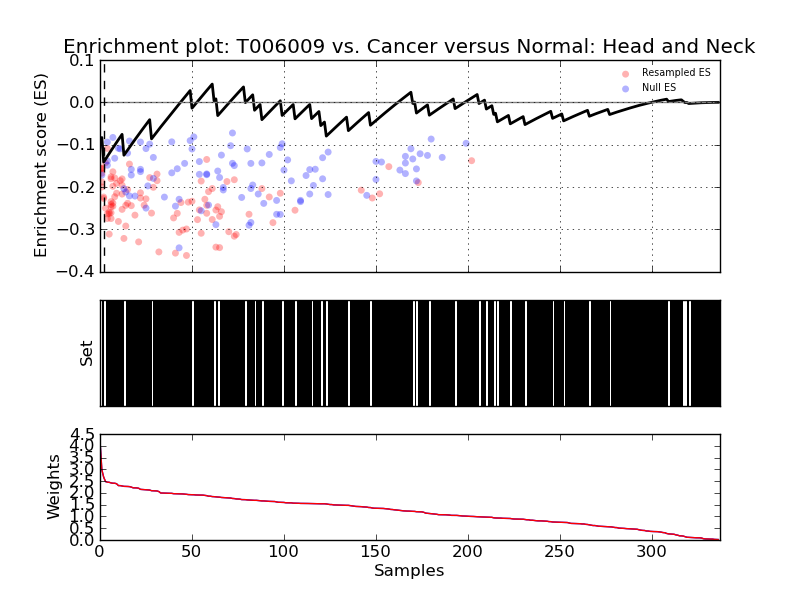 Enrichment plot: T006009 vs. Cancer versus Normal: Head and Neck
Enrichment score (ES)
0.1
0.0
−0.1
−0.2
−0.3
−0.4
Resampled ES
Null ES
Set
Weights
4.5
4.0
3.5
3.0
2.5
2.0
1.5
1.0
0.5
0.0
0 50 100 150 200 250 300
Samples